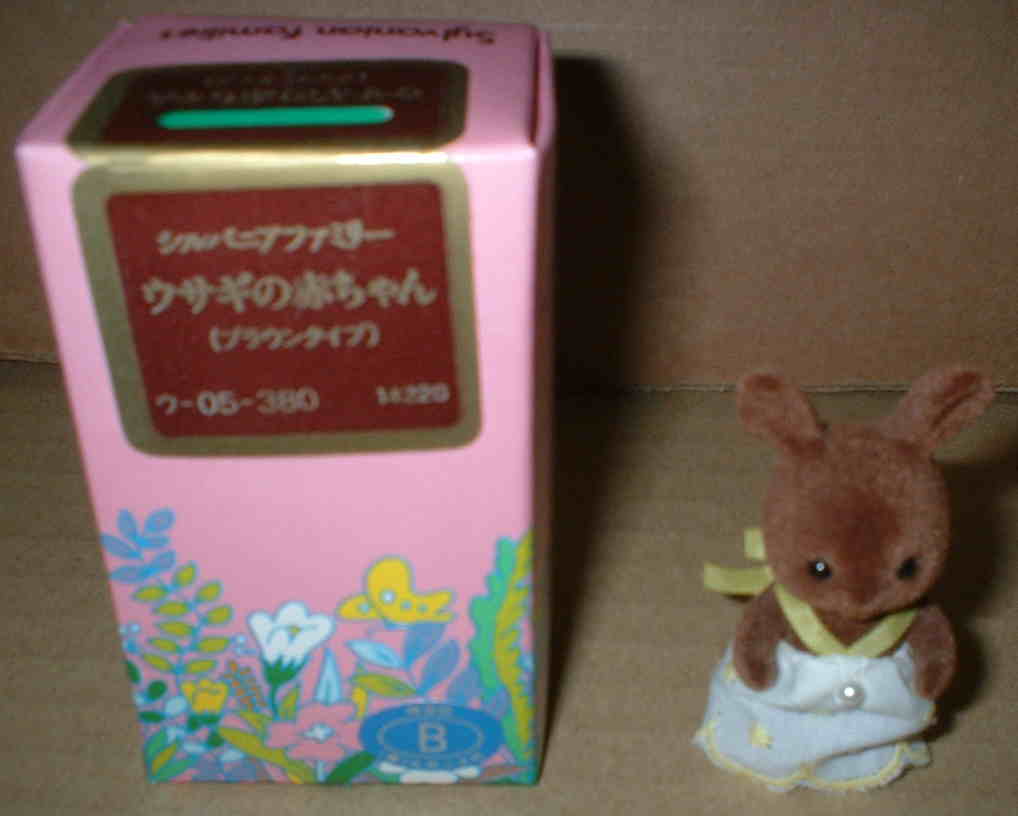 Sylvanian Families
シルバニアファミリー
ウサギの赤ちゃん
(ブラウンタイプ)
ウ-05-380
B